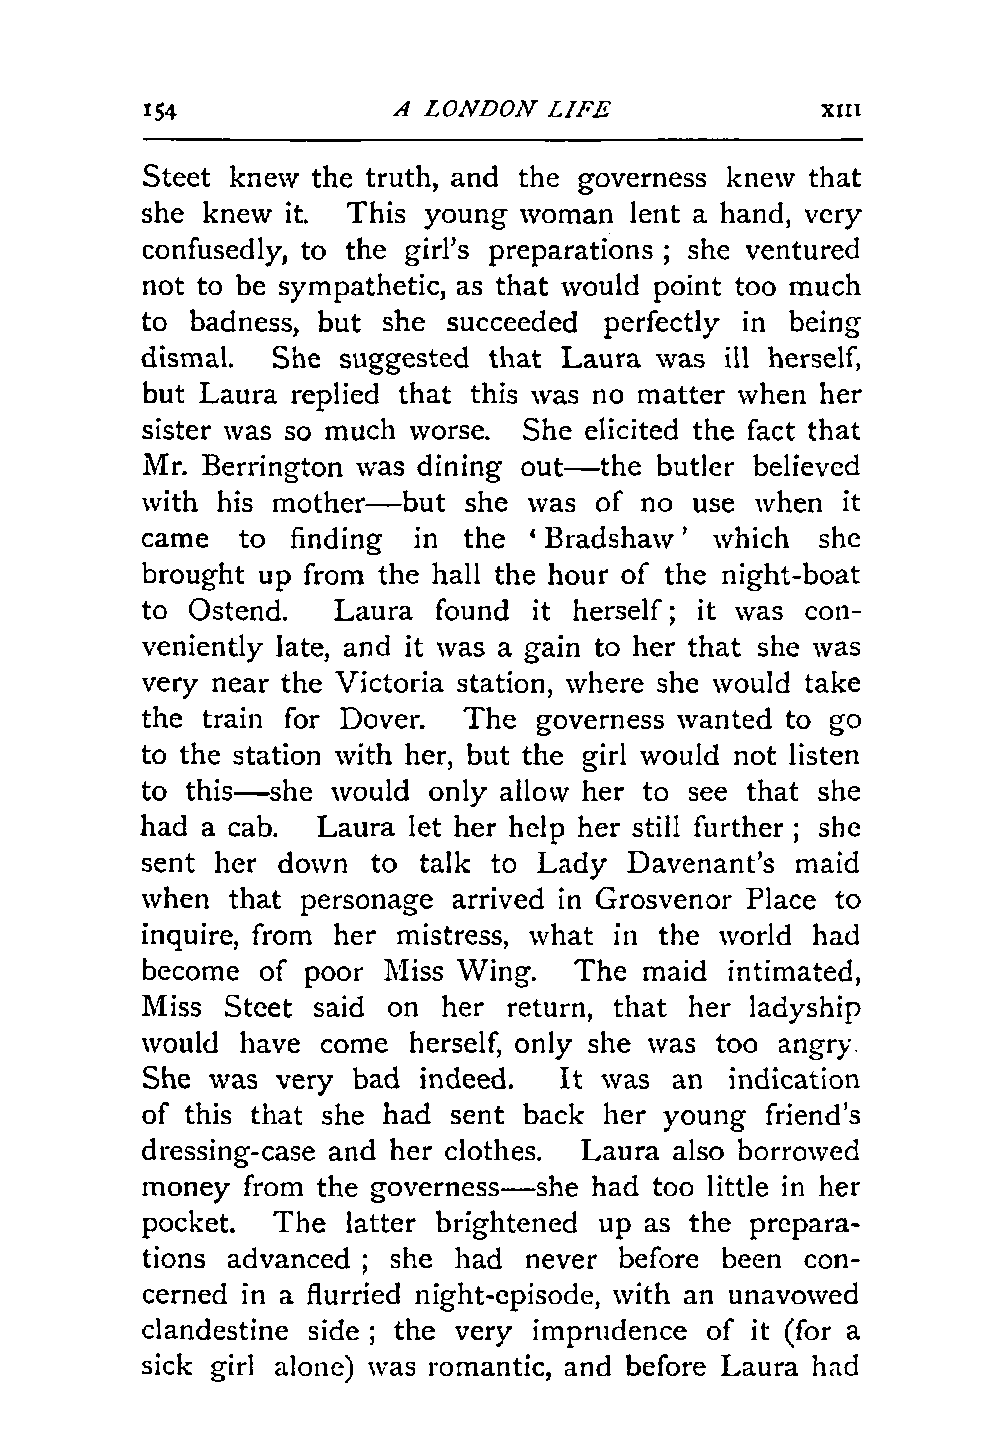 154 A LONDON LIFE XIII
Steet knew the truth, and the governess knew that
she knew it. This young woman lent a hand, very
confusedly, to the girl's preparations ; she ventured
not to be sympathetic, as that would point too much
to badness, but she succeeded perfectly in being
dismal. She suggested that Laura was ill herself,
but Laura replied that this was no matter when her
sister was so much worse. She elicited the fact that
Mr. Berrington was dining out—the butler believed
with his mother—but she was of no use when it
came to finding in the ‘ Bradshaw ’ which she
brought up from the hall the hour of the night-boat
to Ostend. Laura found it herself ; it was con-
veniently late, and it was a gain to her that she was
very near the Victoria station, where she would take
the train for Dover. The governess wanted to go
to the station with her, but the girl would not listen
to this—she would only allow her to see that she
had a cab. Laura let her help her still further ; she
sent her down to talk to Lady Davenant's maid
when that personage arrived in Grosvenor Place to
inquire, from her mistress, what in the world had
become of poor Miss Wing. The maid intimated,
Miss Steet said on her return, that her ladyship
would have come herself, only she was too angry.
She was very bad indeed. It was an indication
of this that she had sent back her young friend's
dressing-case and her clothes. Laura also borrowed
money from the governess—she had too little in her
pocket. The latter brightened up as the prepara-
tions advanced ; she had never before been con-
cerned in a flurried night-episode, with an unavowed
clandestine side ; the very imprudence of it (for a
sick girl alone) was romantic, and before Laura had